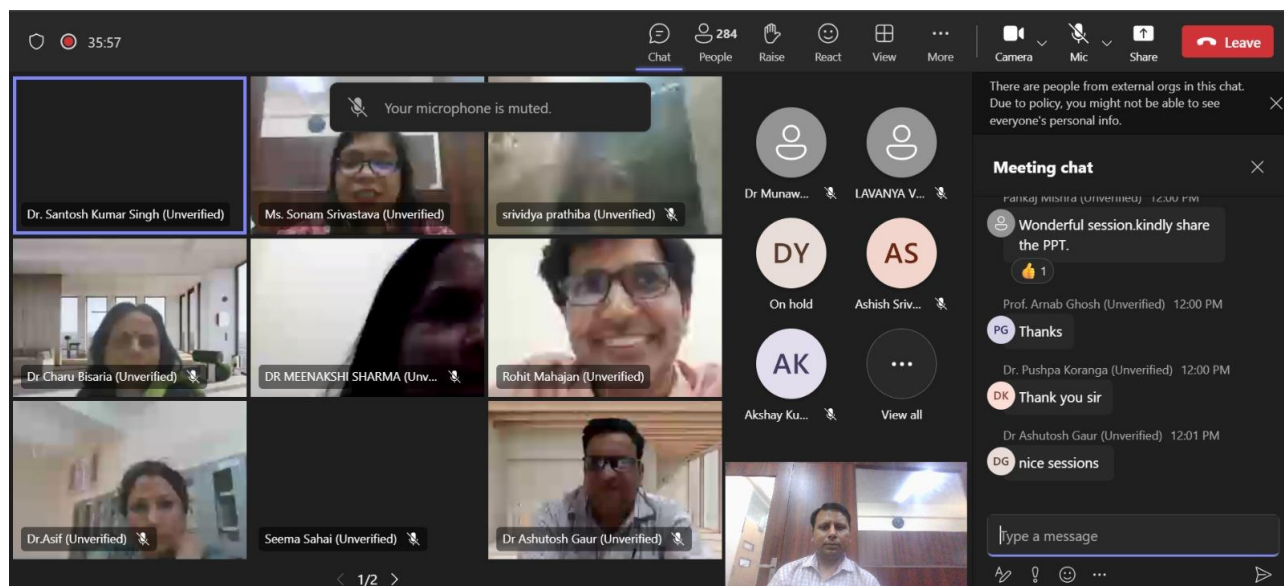 35:57
284
Chat
People
Raise
React
View
More
Camera
Mic
Share
Leave
Your microphone is muted.
Dr. Santosh Kumar Singh (Unverified)
Ms. Sonam Srivastava (Unverified)
srividya prathiba (Unverified)
Dr Charu Bisaria (Unverified)
DR MEENAKSHI SHARMA (Unv...
Rohit Mahajan (Unverified)
Dr.Asif (Unverified)
Seema Sahai (Unverified)
Dr Ashutosh Gaur (Unverified)
1/2
Dr Munaw...
LAVANYA V...
DY
AS
On hold
Ashish Sriv...
AK
...
Akshay Ku...
View all
There are people from external orgs in this chat.
Due to policy, you might not be able to see
everyone's personal info.
Meeting chat
Pankaj Mishra (Unverified) 12:00 PM
Wonderful session.kindly share
the PPT.
👍 1
Prof. Arnab Ghosh (Unverified) 12:00 PM
PG Thanks
Dr. Pushpa Koranga (Unverified) 12:00 PM
DK Thank you sir
Dr Ashutosh Gaur (Unverified) 12:01 PM
DG nice sessions
Type a message